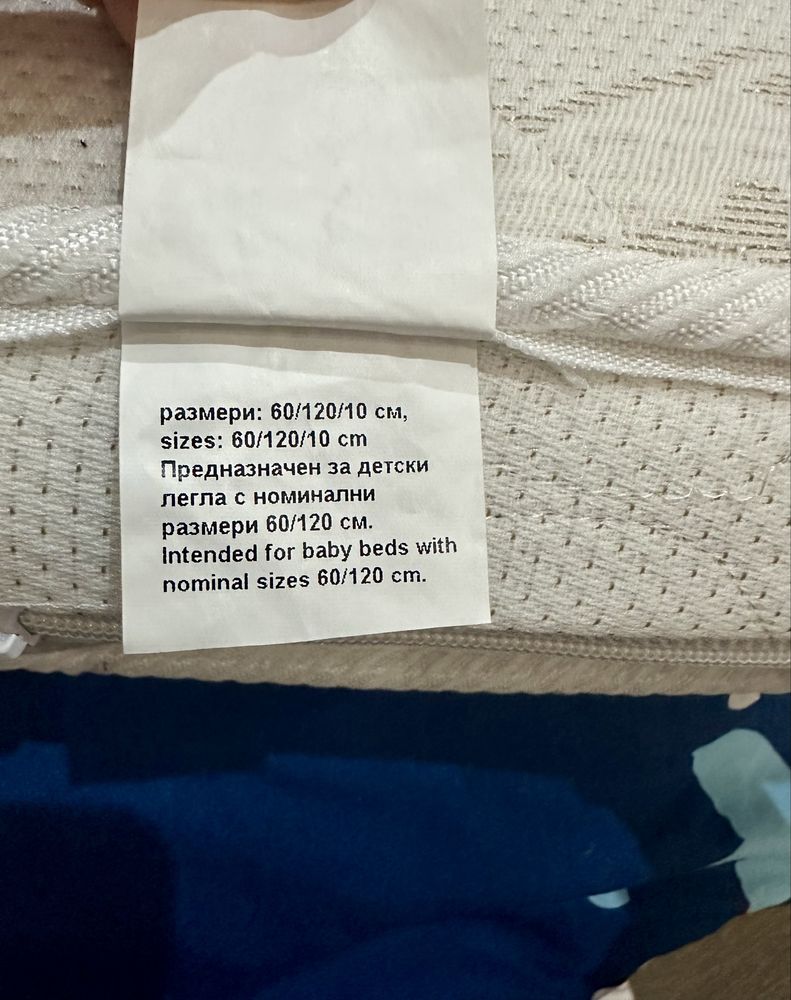 размери: 60/120/10 см,
sizes: 60/120/10 cm
Предназначен за детски
легла с номинални
размери 60/120 см.
Intended for baby beds with
nominal sizes 60/120 cm.